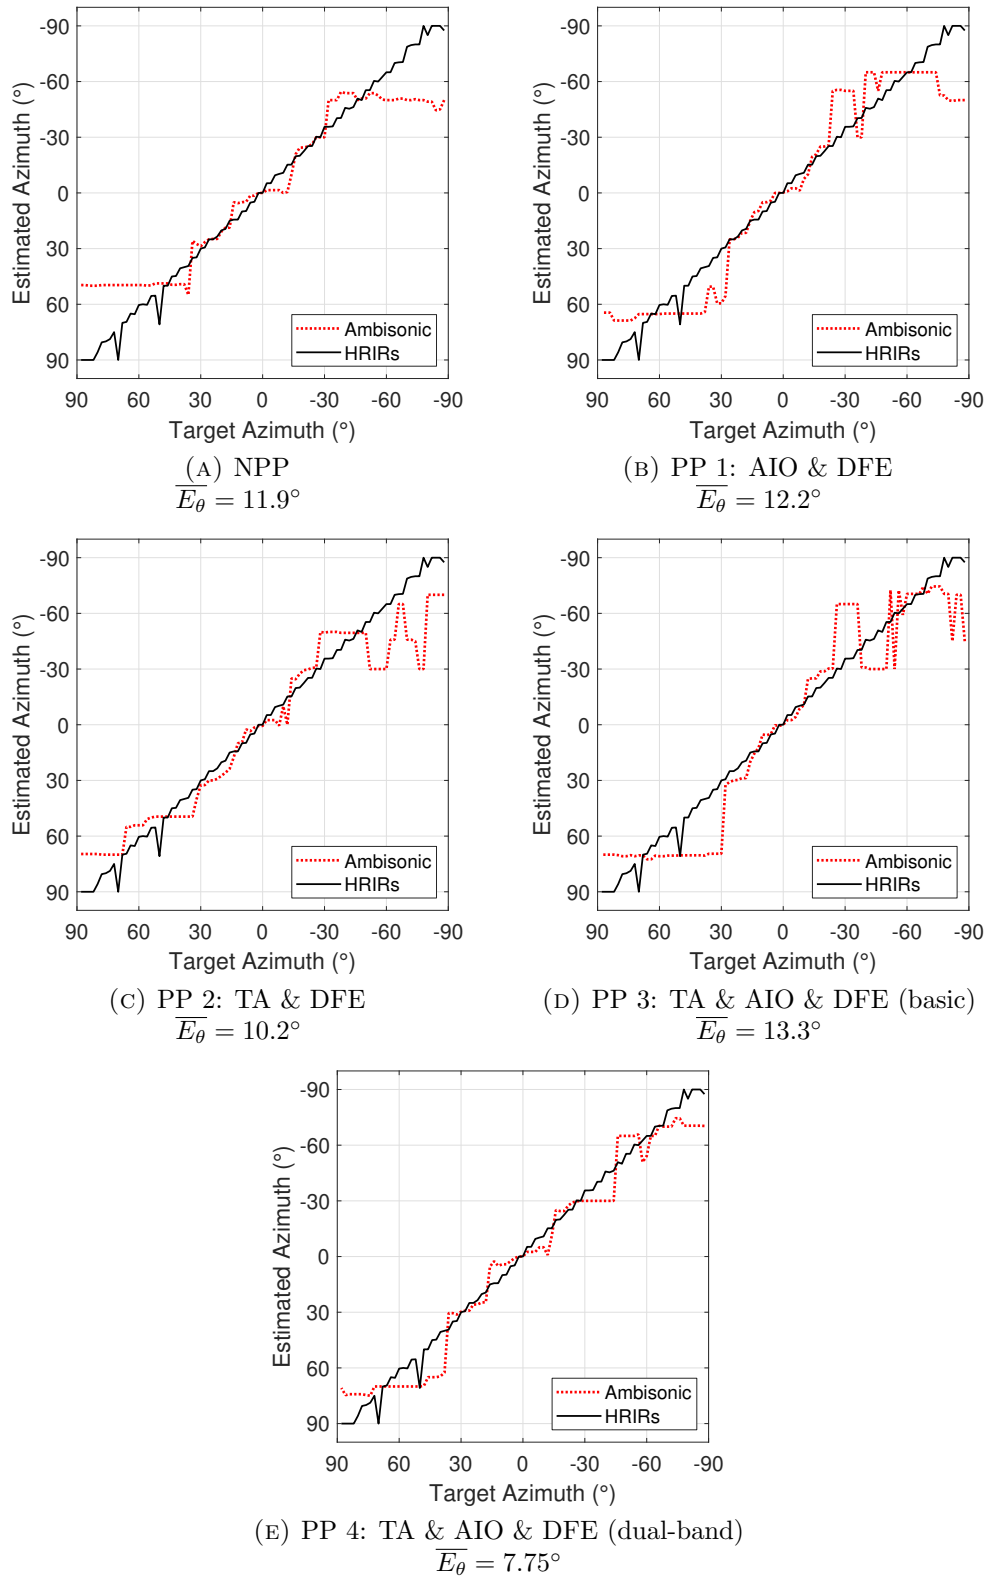 -90
-60
-30
0
30
60
90
Estimated Azimuth (°)
Ambisonic
HRIRs
90 60 30 0 -30 -60 -90
Target Azimuth (°)
(A) NPP
E_θ = 11.9°
-90
-60
-30
0
30
60
90
Estimated Azimuth (°)
Ambisonic
HRIRs
90 60 30 0 -30 -60 -90
Target Azimuth (°)
(B) PP 1: AIO & DFE
E_θ = 12.2°
-90
-60
-30
0
30
60
90
Estimated Azimuth (°)
Ambisonic
HRIRs
90 60 30 0 -30 -60 -90
Target Azimuth (°)
(C) PP 2: TA & DFE
E_θ = 10.2°
-90
-60
-30
0
30
60
90
Estimated Azimuth (°)
Ambisonic
HRIRs
90 60 30 0 -30 -60 -90
Target Azimuth (°)
(D) PP 3: TA & AIO & DFE (basic)
E_θ = 13.3°
-90
-60
-30
0
30
60
90
Estimated Azimuth (°)
Ambisonic
HRIRs
90 60 30 0 -30 -60 -90
Target Azimuth (°)
(E) PP 4: TA & AIO & DFE (dual-band)
E_θ = 7.75°